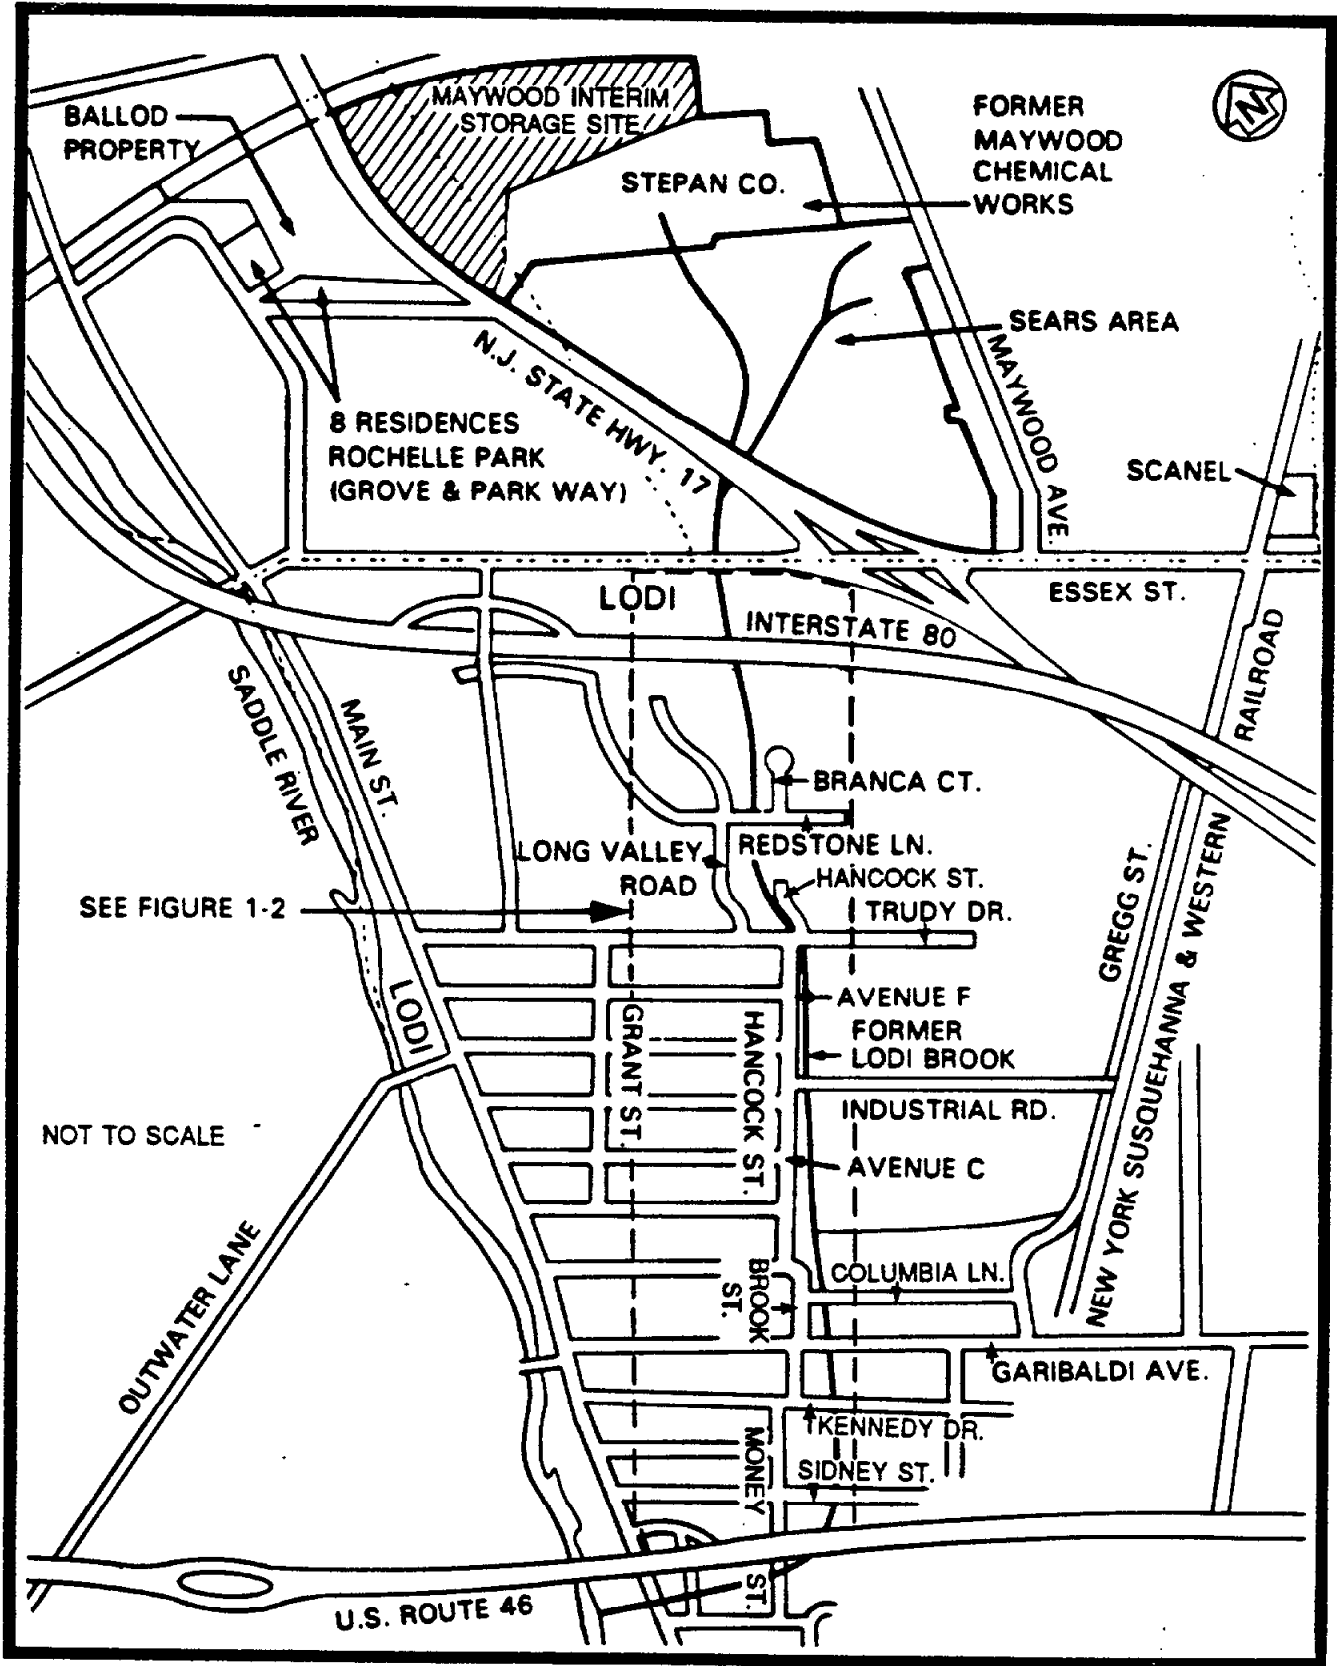 MAYWOOD INTERIM
STORAGE SITE
BALLOD
PROPERTY
FORMER
MAYWOOD
CHEMICAL
WORKS
N
STEPAN CO.
SEARS AREA
N.J. STATE HWY. 17
MAYWOOD AVE.
8 RESIDENCES
ROCHELLE PARK
(GROVE & PARK WAY)
SCANEL
LODI
ESSEX ST.
INTERSTATE 80
SADDLE RIVER
MAIN ST.
BRANCA CT.
LONG VALLEY
ROAD
REDSTONE LN.
HANCOCK ST.
TRUDY DR.
SEE FIGURE 1-2
GREGG ST.
NEW YORK SUSQUEHANNA & WESTERN RAILROAD
LODI
GRANT ST.
HANCOCK ST.
AVENUE F
FORMER
LODI BROOK
INDUSTRIAL RD.
NOT TO SCALE
AVENUE C
OUTWATER LANE
BROOK
ST.
COLUMBIA LN.
GARIBALDI AVE.
KENNEDY DR.
MONEY ST.
SIDNEY ST.
U.S. ROUTE 46